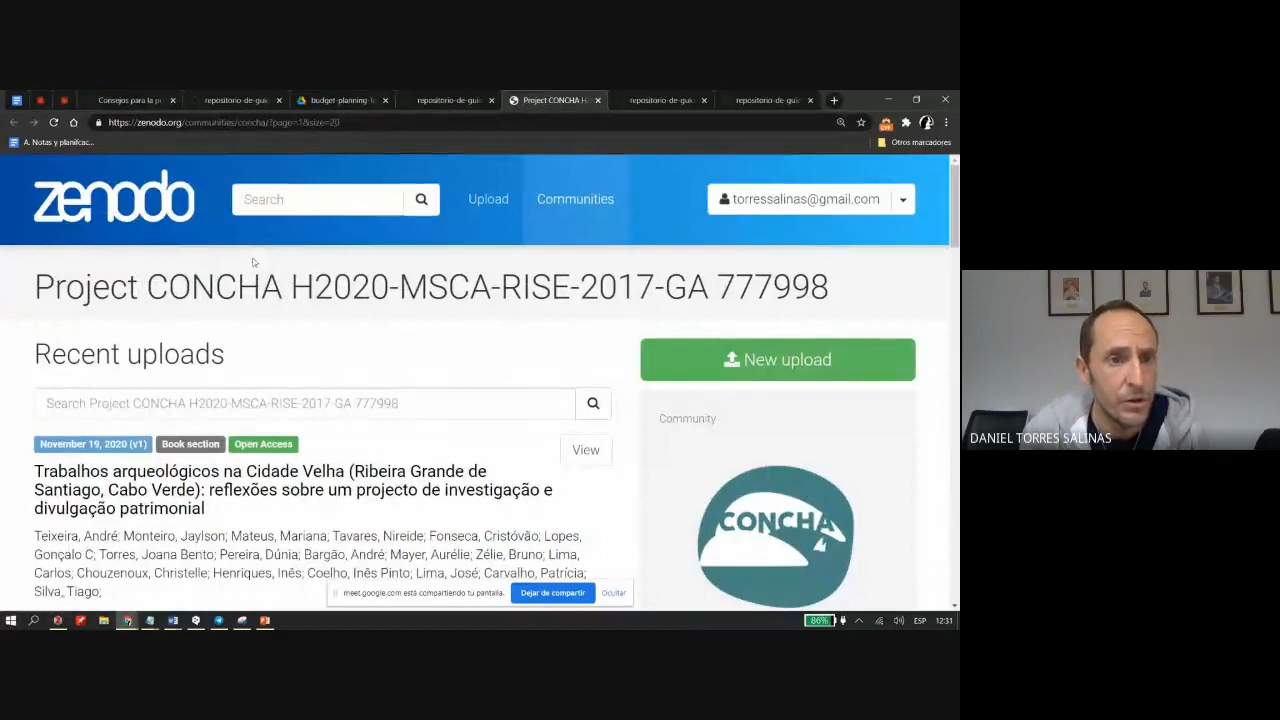 Consejos para la p
repositorio-de-gui
budget-planning-t
repositorio-de-gui
Project CONCHA H
repositorio-de-gui
repositorio-de-gui
https://zenodo.org/communities/concha/?page=1&size=20
A. Notas y planifcac...
Otros marcadores
zenodo
Search
Upload
Communities
torressalinas@gmail.com
Project CONCHA H2020-MSCA-RISE-2017-GA 777998
Recent uploads
New upload
Search Project CONCHA H2020-MSCA-RISE-2017-GA 777998
Community
November 19, 2020 (v1) Book section Open Access
View
Trabalhos arqueológicos na Cidade Velha (Ribeira Grande de
Santiago, Cabo Verde): reflexões sobre um projecto de investigação e
divulgação patrimonial
Teixeira, André; Monteiro, Jaylson; Mateus, Mariana; Tavares, Nireide; Fonseca, Cristóvão; Lopes,
Gonçalo C; Torres, Joana Bento; Pereira, Dúnia; Bargão, André; Mayer, Aurélie; Zélie, Bruno; Lima,
Carlos; Chouzenoux, Christelle; Henriques, Inês; Coelho, Inês Pinto; Lima, José; Carvalho, Patrícia;
Silva, Tiago;
CONCHA
meet.google.com está compartiendo tu pantalla.
Dejar de compartir
Ocultar
86%
ESP
12:31
DANIEL TORRES SALINAS